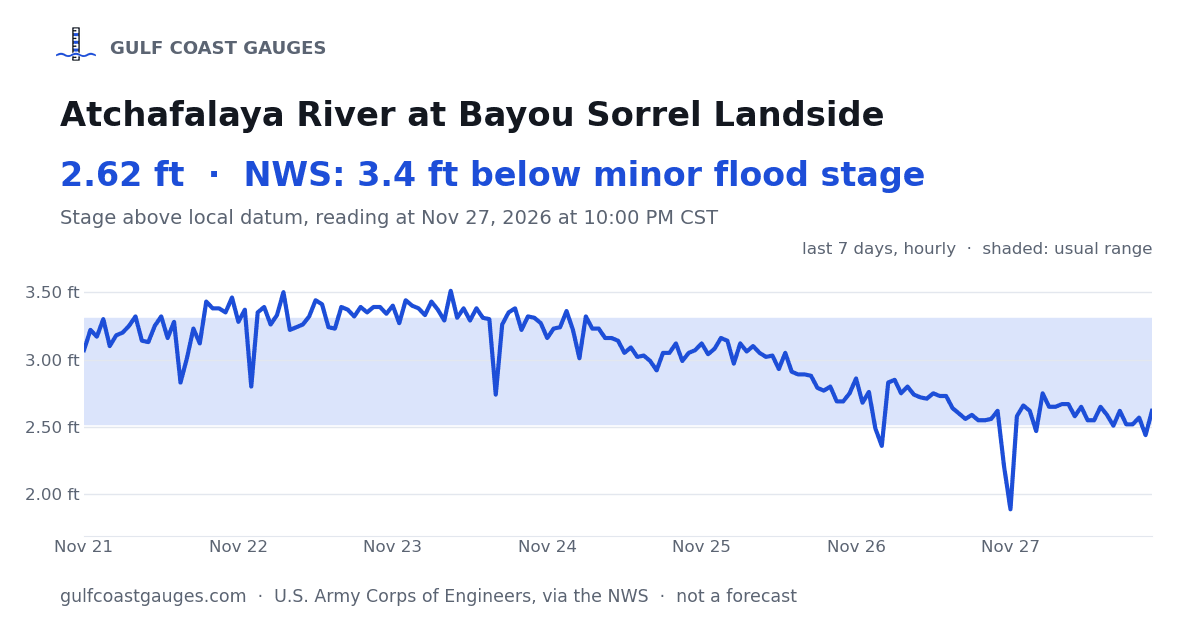 GULF COAST GAUGES
Atchafalaya River at Bayou Sorrel Landside
2.62 ft · NWS: 3.4 ft below minor flood stage
Stage above local datum, reading at Nov 27, 2026 at 10:00 PM CST
last 7 days, hourly · shaded: usual range
3.50 ft
3.00 ft
2.50 ft
2.00 ft
Nov 21 Nov 22 Nov 23 Nov 24 Nov 25 Nov 26 Nov 27
gulfcoastgauges.com · U.S. Army Corps of Engineers, via the NWS · not a forecast